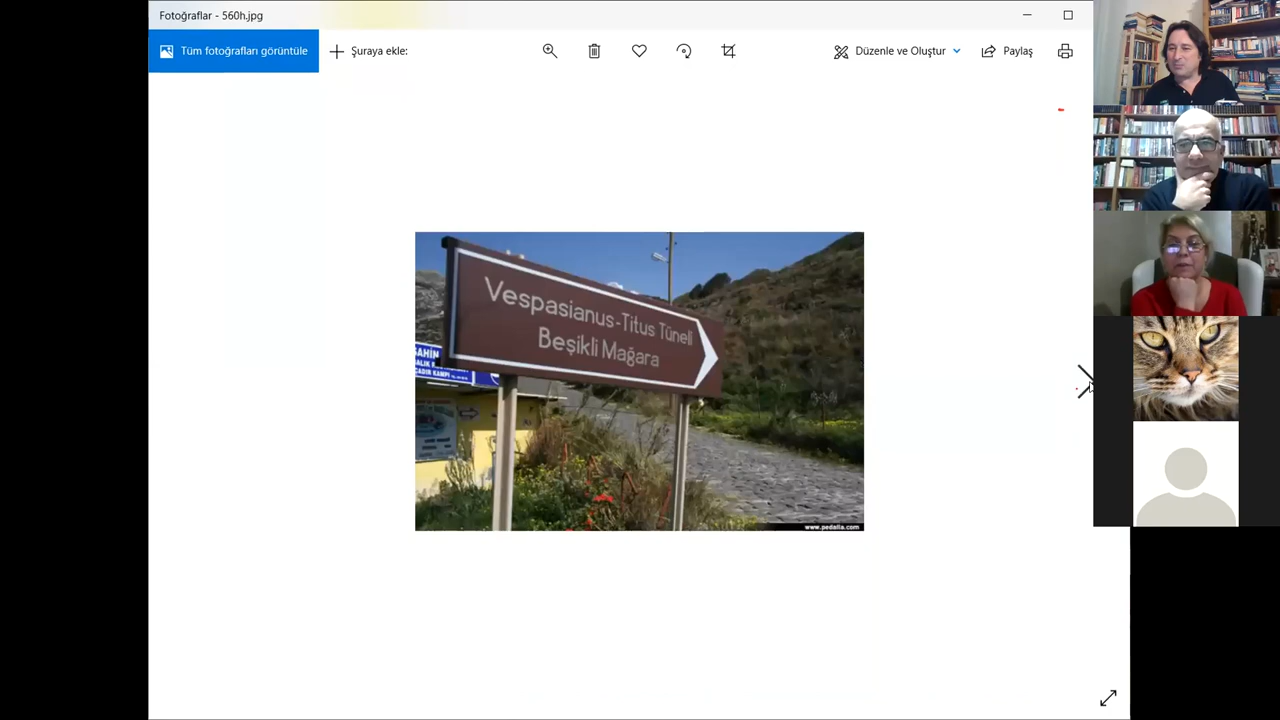 Fotoğraflar - 560h.jpg
Tüm fotoğrafları görüntüle
Şuraya ekle:
Düzenle ve Oluştur
Paylaş
Vespasianus-Titus Tüneli
Beşikli Mağara
www.pedalla.com